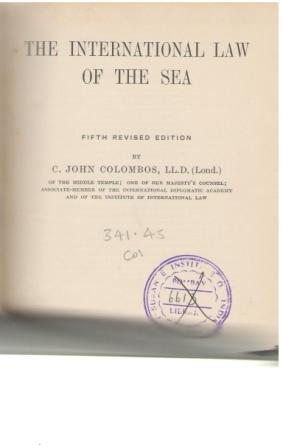 THE INTERNATIONAL LAW
OF THE SEA
FIFTH REVISED EDITION
BY
C. JOHN COLOMBOS, LL.D. (Lond.)
OF THE MIDDLE TEMPLE; ONE OF HER MAJESTY'S COUNSEL;
ASSOCIATE-MEMBER OF THE INTERNATIONAL DIPLOMATIC ACADEMY
AND OF THE INSTITUTE OF INTERNATIONAL LAW
341.45
Col
BOMBAY